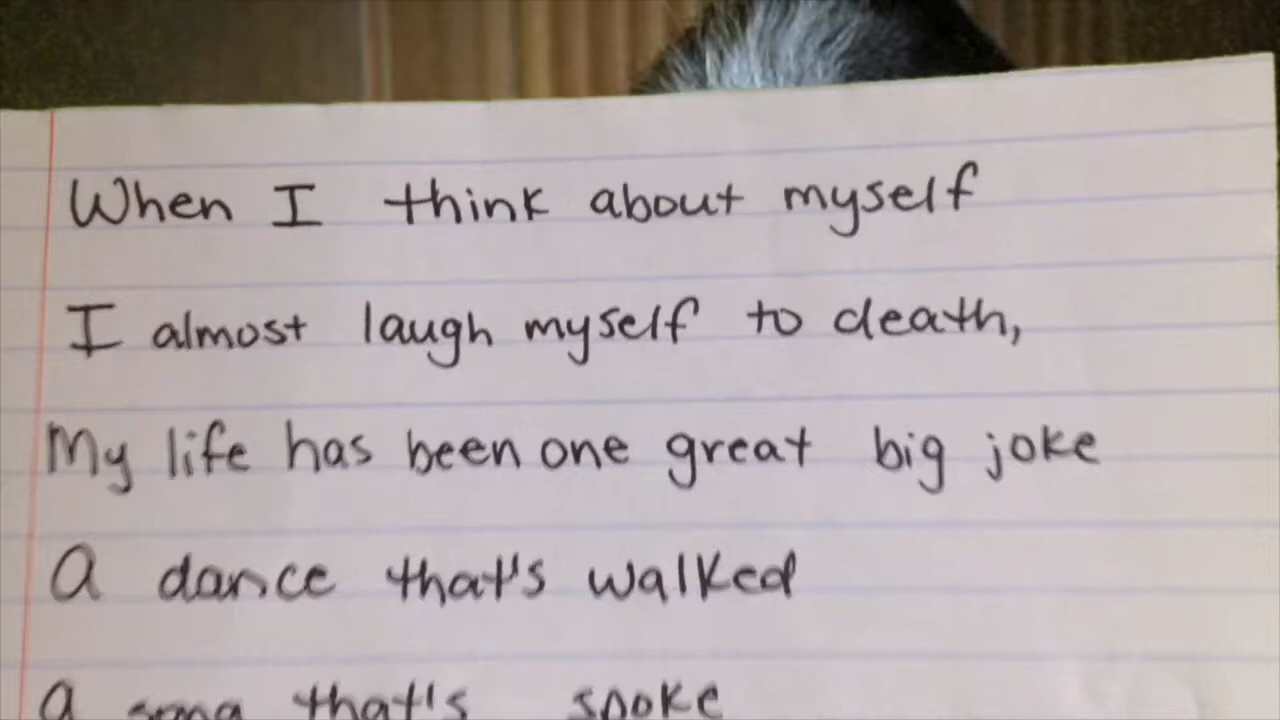 When I think about myself
I almost laugh myself to death,
My life has been one great big joke
A dance that's walked
A song that's spoke